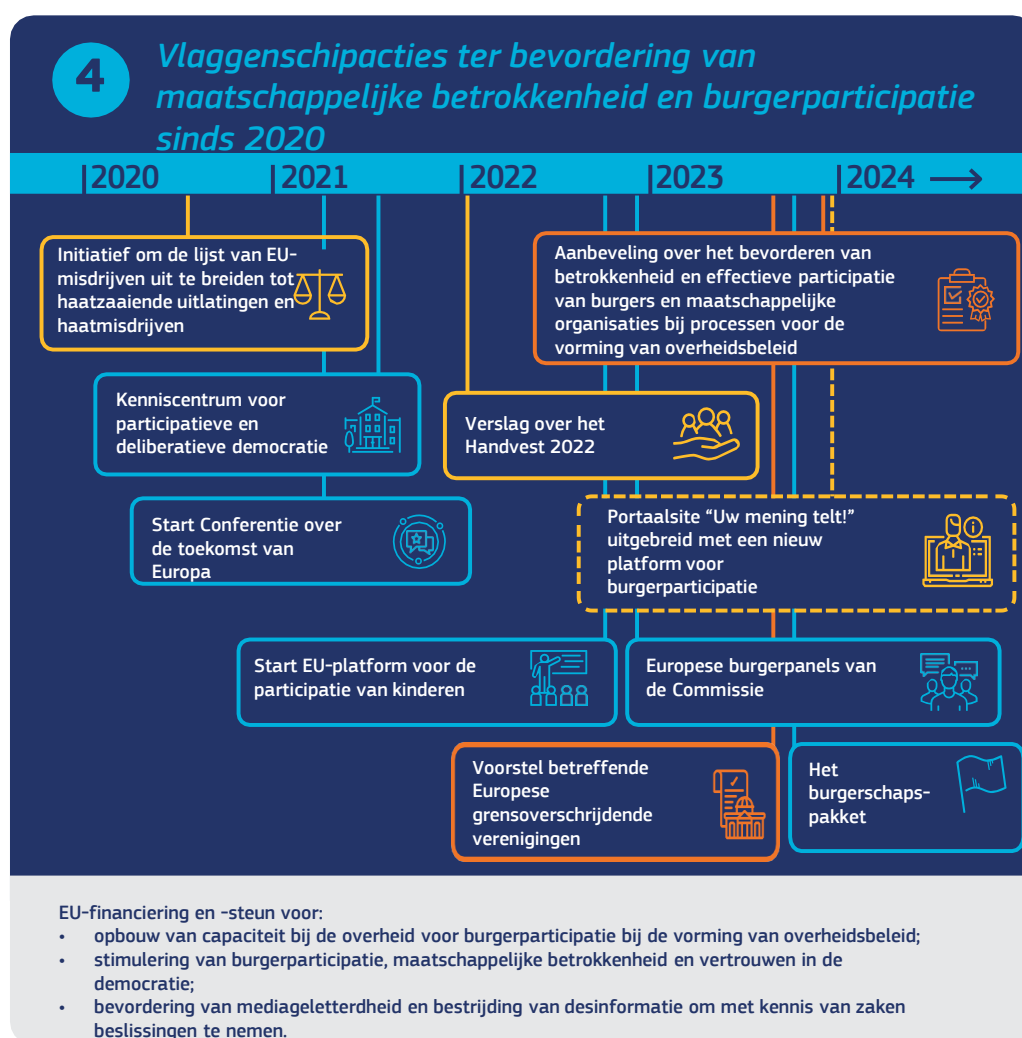 4
Vlaggenschipacties ter bevordering van
maatschappelijke betrokkenheid en burgerparticipatie
sinds 2020
|2020 |2021 |2022 |2023 |2024
Initiatief om de lijst van EU-
misdrijven uit te breiden tot
haatzaaiende uitlatingen en
haatmisdrijven
Aanbeveling over het bevorderen van
betrokkenheid en effectieve participatie
van burgers en maatschappelijke
organisaties bij processen voor de
vorming van overheidsbeleid
Kenniscentrum voor
participatieve en
deliberatieve democratie
Verslag over het
Handvest 2022
Start Conferentie over
de toekomst van
Europa
Portaalsite “Uw mening telt!”
uitgebreid met een nieuw
platform voor
burgerparticipatie
Start EU-platform voor de
participatie van kinderen
Europese burgerpanels van
de Commissie
Voorstel betreffende
Europese
grensoverschrijdende
verenigingen
Het
burgerschaps-
pakket
EU-financiering en -steun voor:
• opbouw van capaciteit bij de overheid voor burgerparticipatie bij de vorming van overheidsbeleid;
• stimulering van burgerparticipatie, maatschappelijke betrokkenheid en vertrouwen in de
democratie;
• bevordering van mediageletterdheid en bestrijding van desinformatie om met kennis van zaken
beslissingen te nemen.